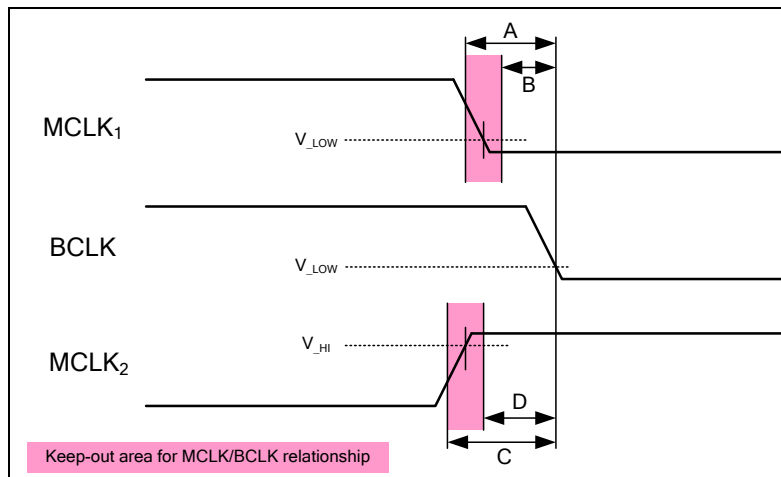 A
B
MCLK₁
V_LOW
BCLK
V_LOW
V_HI
MCLK₂
D
C
Keep-out area for MCLK/BCLK relationship